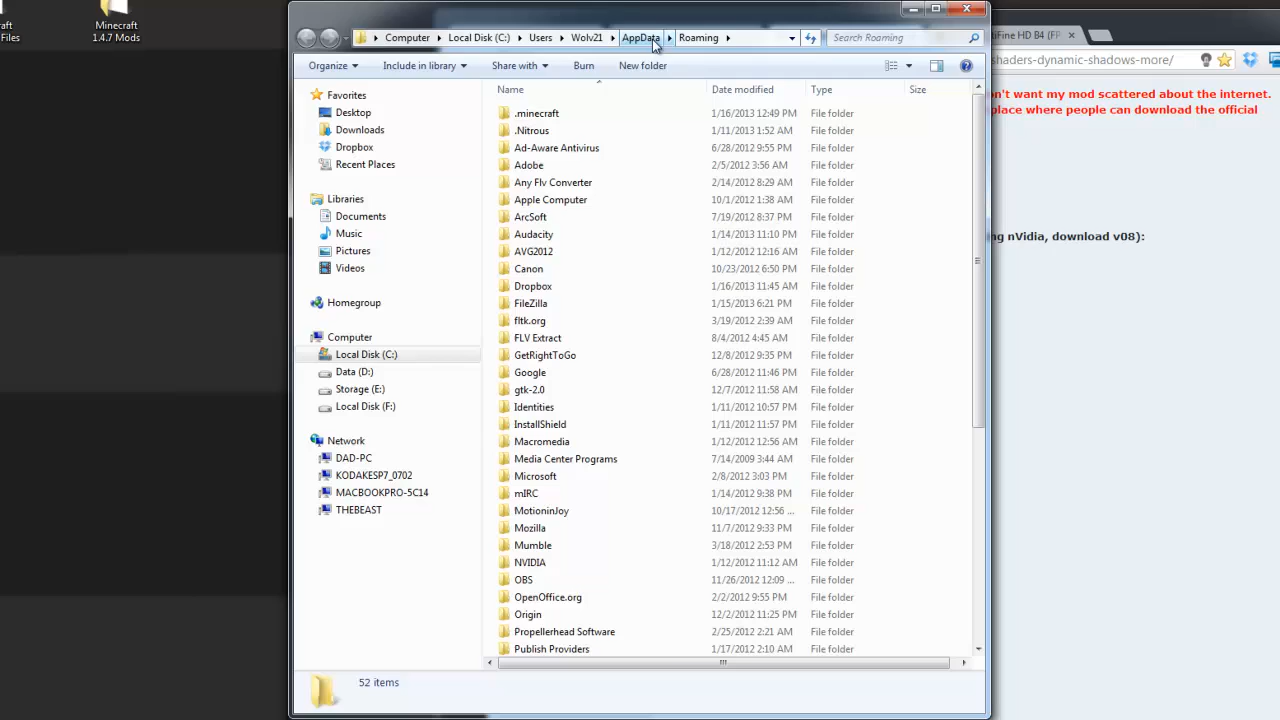 aft
Files
Minecraft
1.4.7 Mods
Computer
Local Disk (C:)
Users
Wolv21
AppData
Roaming
Search Roaming
Organize
Include in library
Share with
Burn
New folder
Favorites
Desktop
Downloads
Dropbox
Recent Places
Libraries
Documents
Music
Pictures
Videos
Homegroup
Computer
Local Disk (C:)
Data (D:)
Storage (E:)
Local Disk (F:)
Network
DAD-PC
KODAKESP7_0702
MACBOOKPRO-5C14
THEBEAST
Name Date modified Type Size
.minecraft 1/16/2013 12:49 PM File folder
.Nitrous 1/11/2013 1:52 AM File folder
Ad-Aware Antivirus 6/28/2012 9:55 PM File folder
Adobe 2/5/2012 3:56 AM File folder
Any Flv Converter 2/14/2012 8:29 AM File folder
Apple Computer 10/1/2012 1:38 AM File folder
ArcSoft 7/19/2012 8:37 PM File folder
Audacity 1/14/2013 11:10 PM File folder
AVG2012 1/12/2012 12:16 AM File folder
Canon 10/23/2012 6:50 PM File folder
Dropbox 1/16/2013 11:45 AM File folder
FileZilla 1/15/2013 6:21 PM File folder
fltk.org 3/19/2012 2:39 AM File folder
FLV Extract 8/4/2012 4:45 AM File folder
GetRightToGo 12/8/2012 9:35 PM File folder
Google 6/28/2012 11:46 PM File folder
gtk-2.0 12/7/2012 11:58 AM File folder
Identities 1/11/2012 10:57 PM File folder
InstallShield 1/11/2012 11:57 PM File folder
Macromedia 1/12/2012 12:56 AM File folder
Media Center Programs 7/14/2009 3:44 AM File folder
Microsoft 2/8/2012 3:03 PM File folder
mIRC 1/14/2012 9:38 PM File folder
MotioninJoy 10/17/2012 12:56 ... File folder
Mozilla 11/7/2012 9:33 PM File folder
Mumble 3/18/2012 2:53 PM File folder
NVIDIA 1/12/2012 11:12 AM File folder
OBS 11/26/2012 12:09 ... File folder
OpenOffice.org 2/2/2012 9:55 PM File folder
Origin 12/2/2012 11:25 PM File folder
Propellerhead Software 2/25/2012 2:21 AM File folder
Publish Providers 1/17/2012 2:10 AM File folder
52 items
tiFine HD B4 (FP
shaders-dynamic-shadows-more/
n't want my mod scattered about the internet.
place where people can download the official
ng nVidia, download v08):